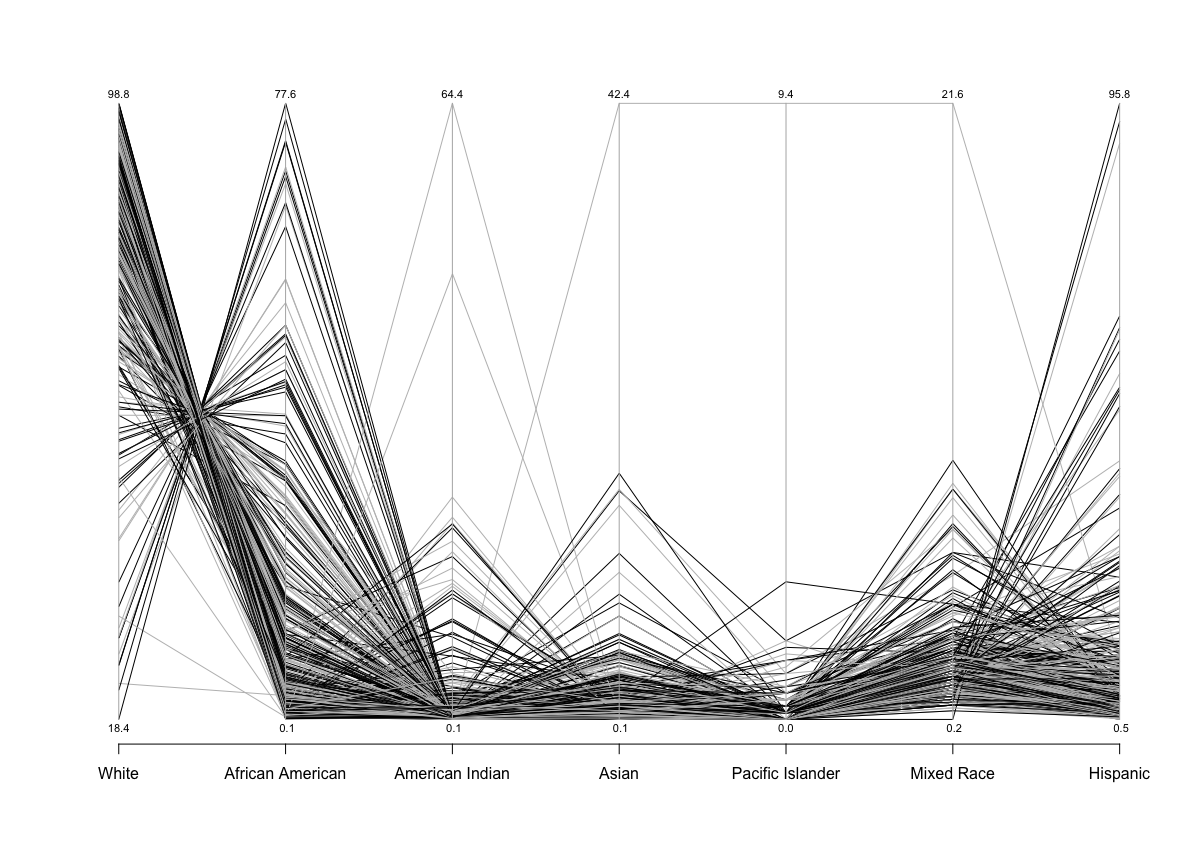 98.8 77.6 64.4 42.4 9.4 21.6 95.8
18.4 0.1 0.1 0.1 0.0 0.2 0.5
White African American American Indian Asian Pacific Islander Mixed Race Hispanic